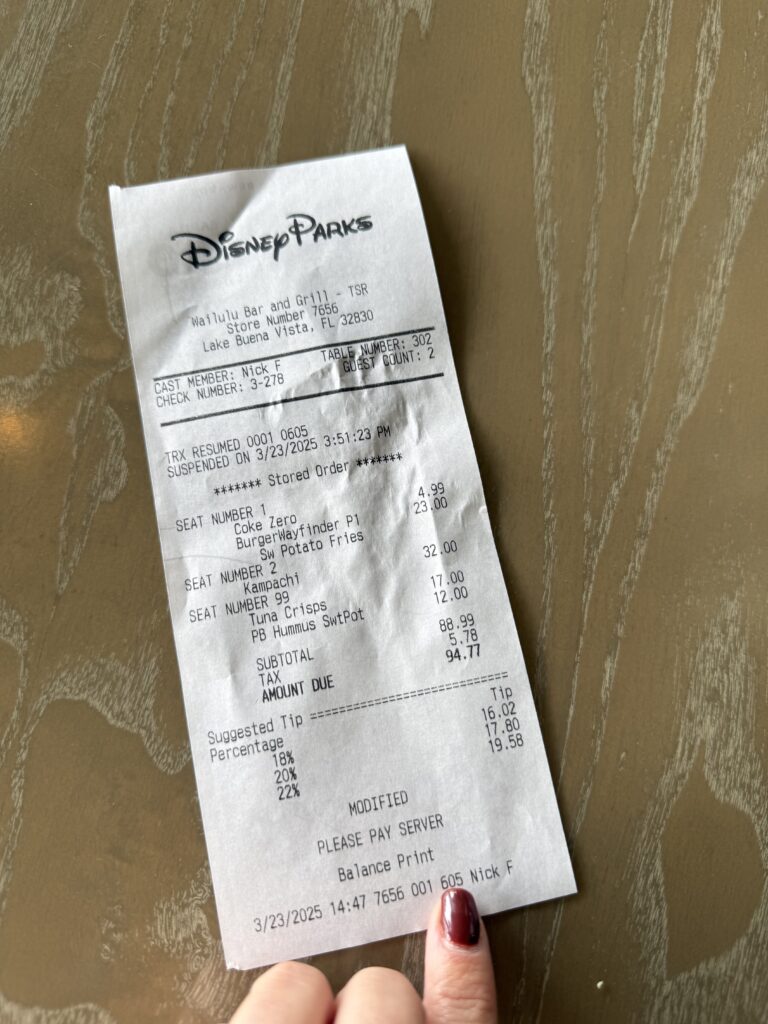 Disney Parks
Wailulu Bar and Grill - TSR
Store Number 7656
Lake Buena Vista, FL 32830
CAST MEMBER: Nick F TABLE NUMBER: 302
CHECK NUMBER: 3-278 GUEST COUNT: 2
TRX RESUMED 0001 0605
SUSPENDED ON 3/23/2025 3:51:23 PM
******* Stored Order *******
SEAT NUMBER 1
Coke Zero 4.99
BurgerWayfinder P1 23.00
Sw Potato Fries
SEAT NUMBER 2
Kampachi 32.00
SEAT NUMBER 99
Tuna Crisps 17.00
PB Hummus SwtPot 12.00
SUBTOTAL 88.99
TAX 5.78
AMOUNT DUE 94.77
Suggested Tip ==============================
Percentage Tip
18% 16.02
20% 17.80
22% 19.58
MODIFIED
PLEASE PAY SERVER
Balance Print
3/23/2025 14:47 7656 001 605 Nick F